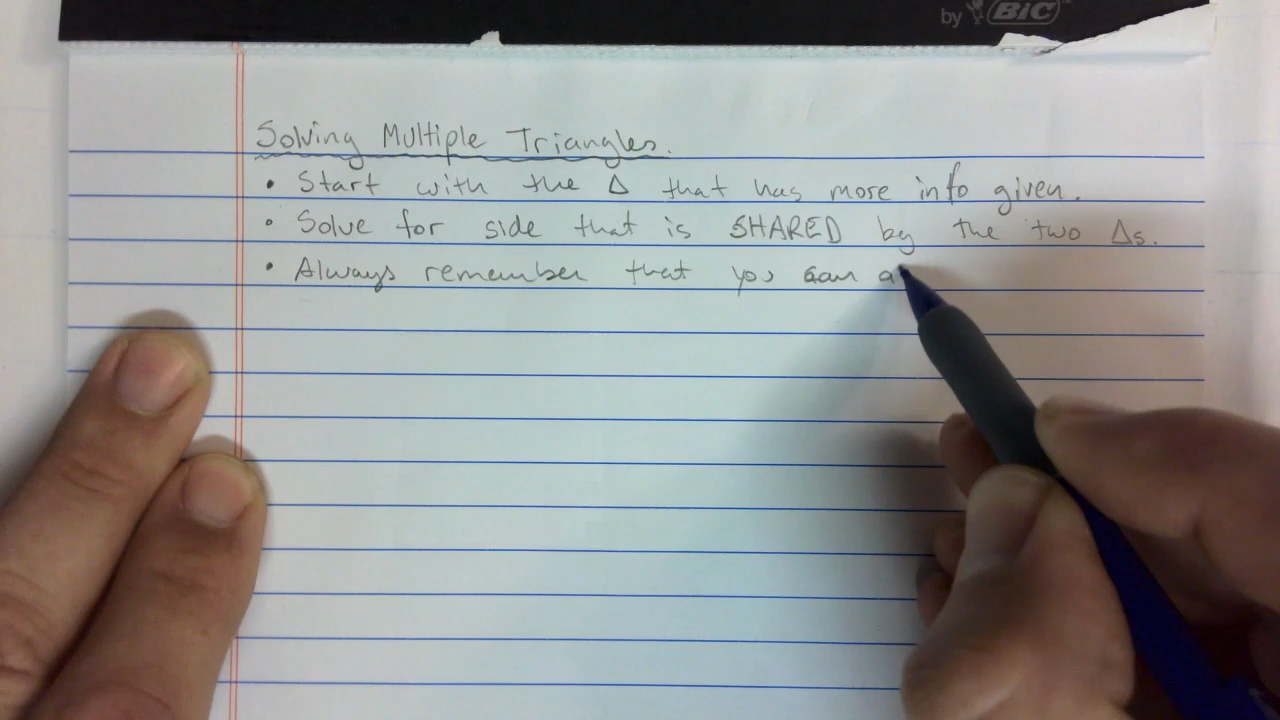 by BiC
Solving Multiple Triangles.
• Start with the Δ that has more info given.
• Solve for side that is SHARED by the two Δs.
• Always remember that you can a